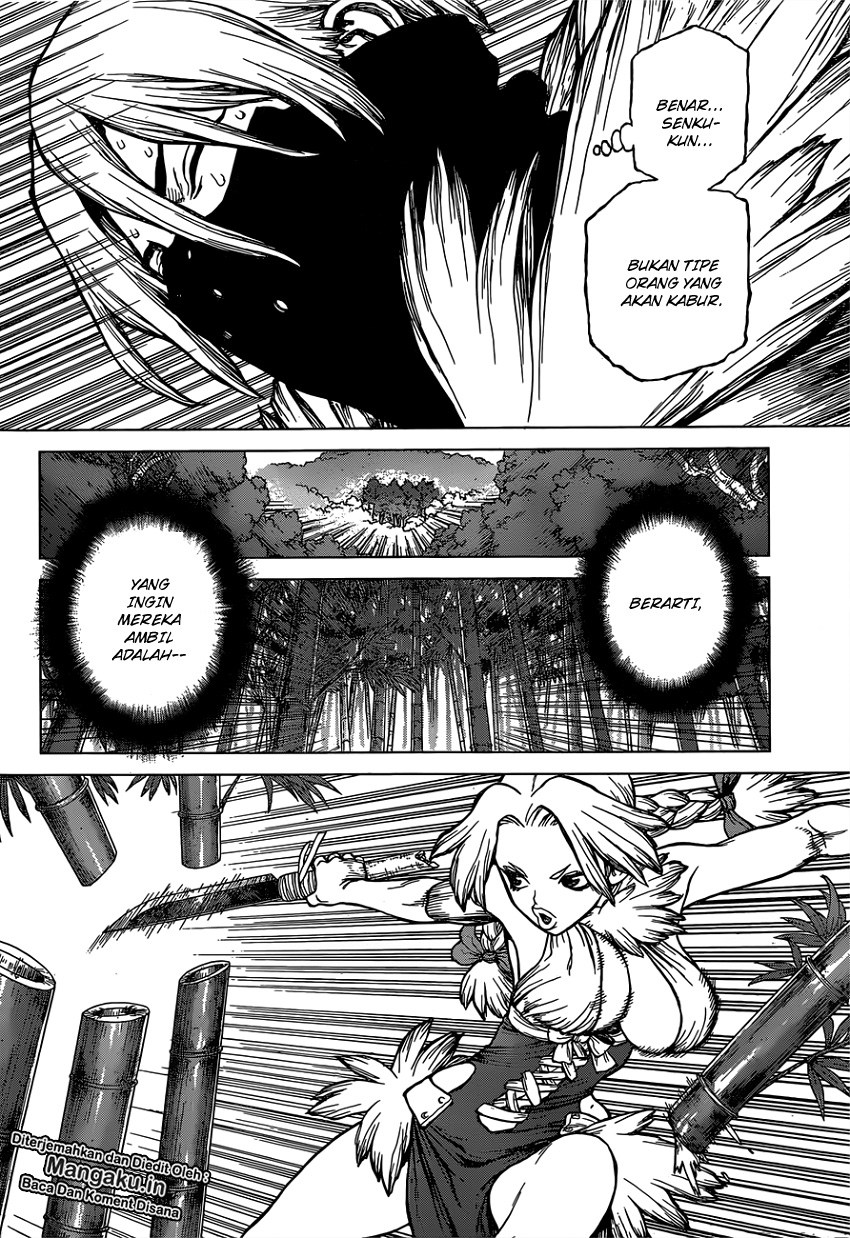 BENAR...
SENKU-
KUN...
BUKAN TIPE
ORANG YANG
AKAN KABUR.
BERARTI,
YANG
INGIN
MEREKA
AMBIL
ADALAH--
Diterjemahkan dan Diedit Oleh :
Mangaku.in
Baca Dan Koment Disana